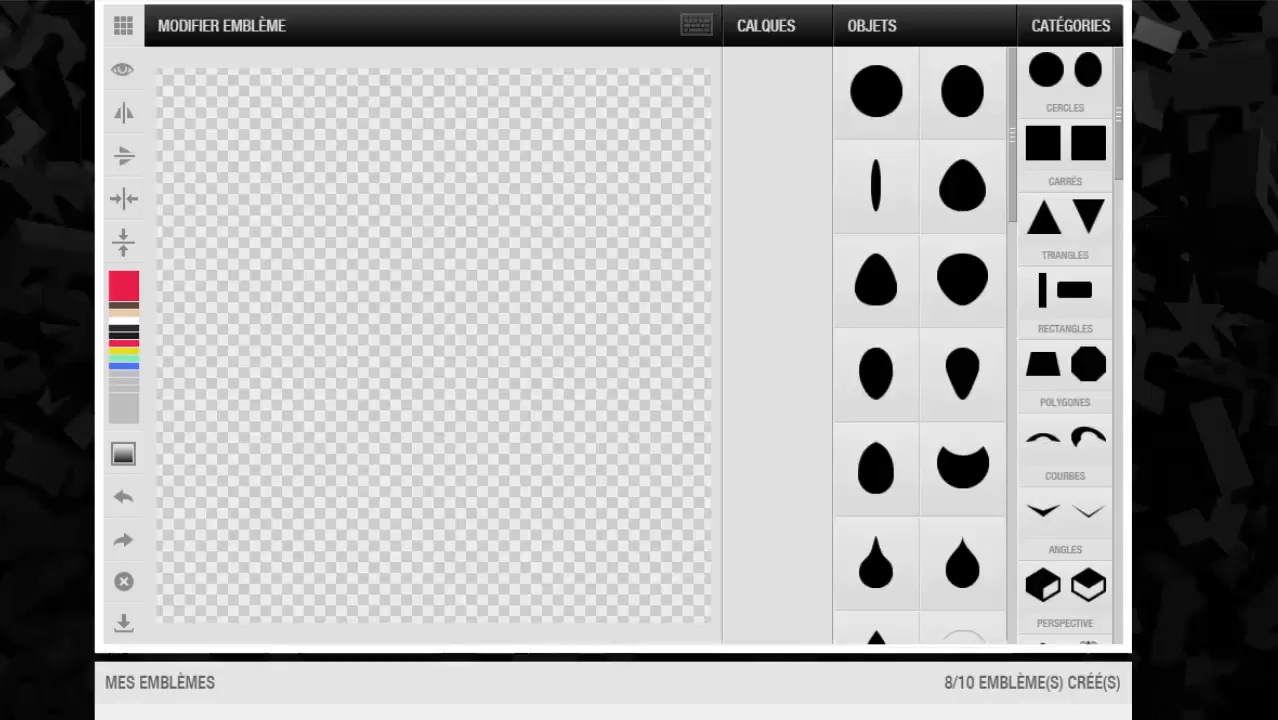 MODIFIER EMBLÈME
CALQUES
OBJETS
CATÉGORIES
CERCLES
CARRÉS
TRIANGLES
RECTANGLES
POLYGONES
COURBES
ANGLES
PERSPECTIVE
MES EMBLÈMES
8/10 EMBLÈME(S) CRÉÉ(S)